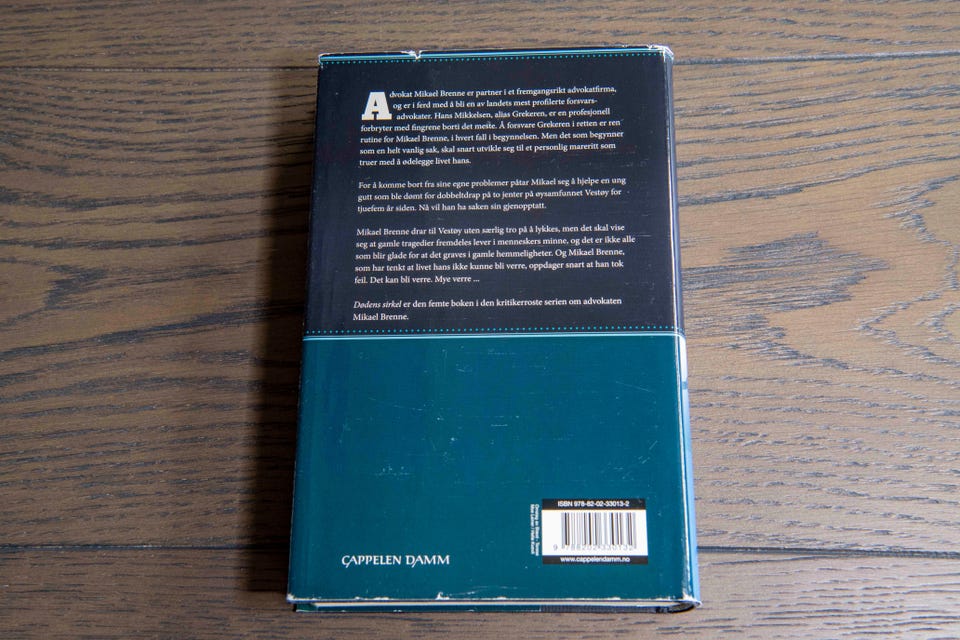 Advokat Mikael Brenne er partner i et fremgangsrikt advokatfirma,
og er i ferd med å bli en av landets mest profilerte forsvars-
advokater. Hans Mikkelsen, alias Grekeren, er en profesjonell
forbryter med fingrene borti det meste. Å forsvare Grekeren i retten er ren
rutine for Mikael Brenne, i hvert fall i begynnelsen. Men det som begynner
som en helt vanlig sak, skal snart utvikle seg til et personlig mareritt som
truer med å ødelegge livet hans.
For å komme bort fra sine egne problemer påtar Mikael seg å hjelpe en ung
gutt som ble dømt for dobbeltdrap på to jenter på øysamfunnet Vestøy for
tjuefem år siden. Nå vil han ha saken sin gjenopptatt.
Mikael Brenne drar til Vestøy uten særlig tro på å lykkes, men det skal vise
seg at gamle tragedier fremdeles lever i menneskers minne, og det er ikke alle
som blir glade for at det graves i gamle hemmeligheter. Og Mikael Brenne,
som har tenkt at livet hans ikke kunne bli verre, oppdager snart at han tok
feil. Det kan bli verre. Mye verre ...
Dødens sirkel er den femte boken i den kritikerroste serien om advokaten
Mikael Brenne.
ISBN 978-82-02-33013-2
9 788202 330132
www.cappelendamm.no
CAPPELEN DAMM